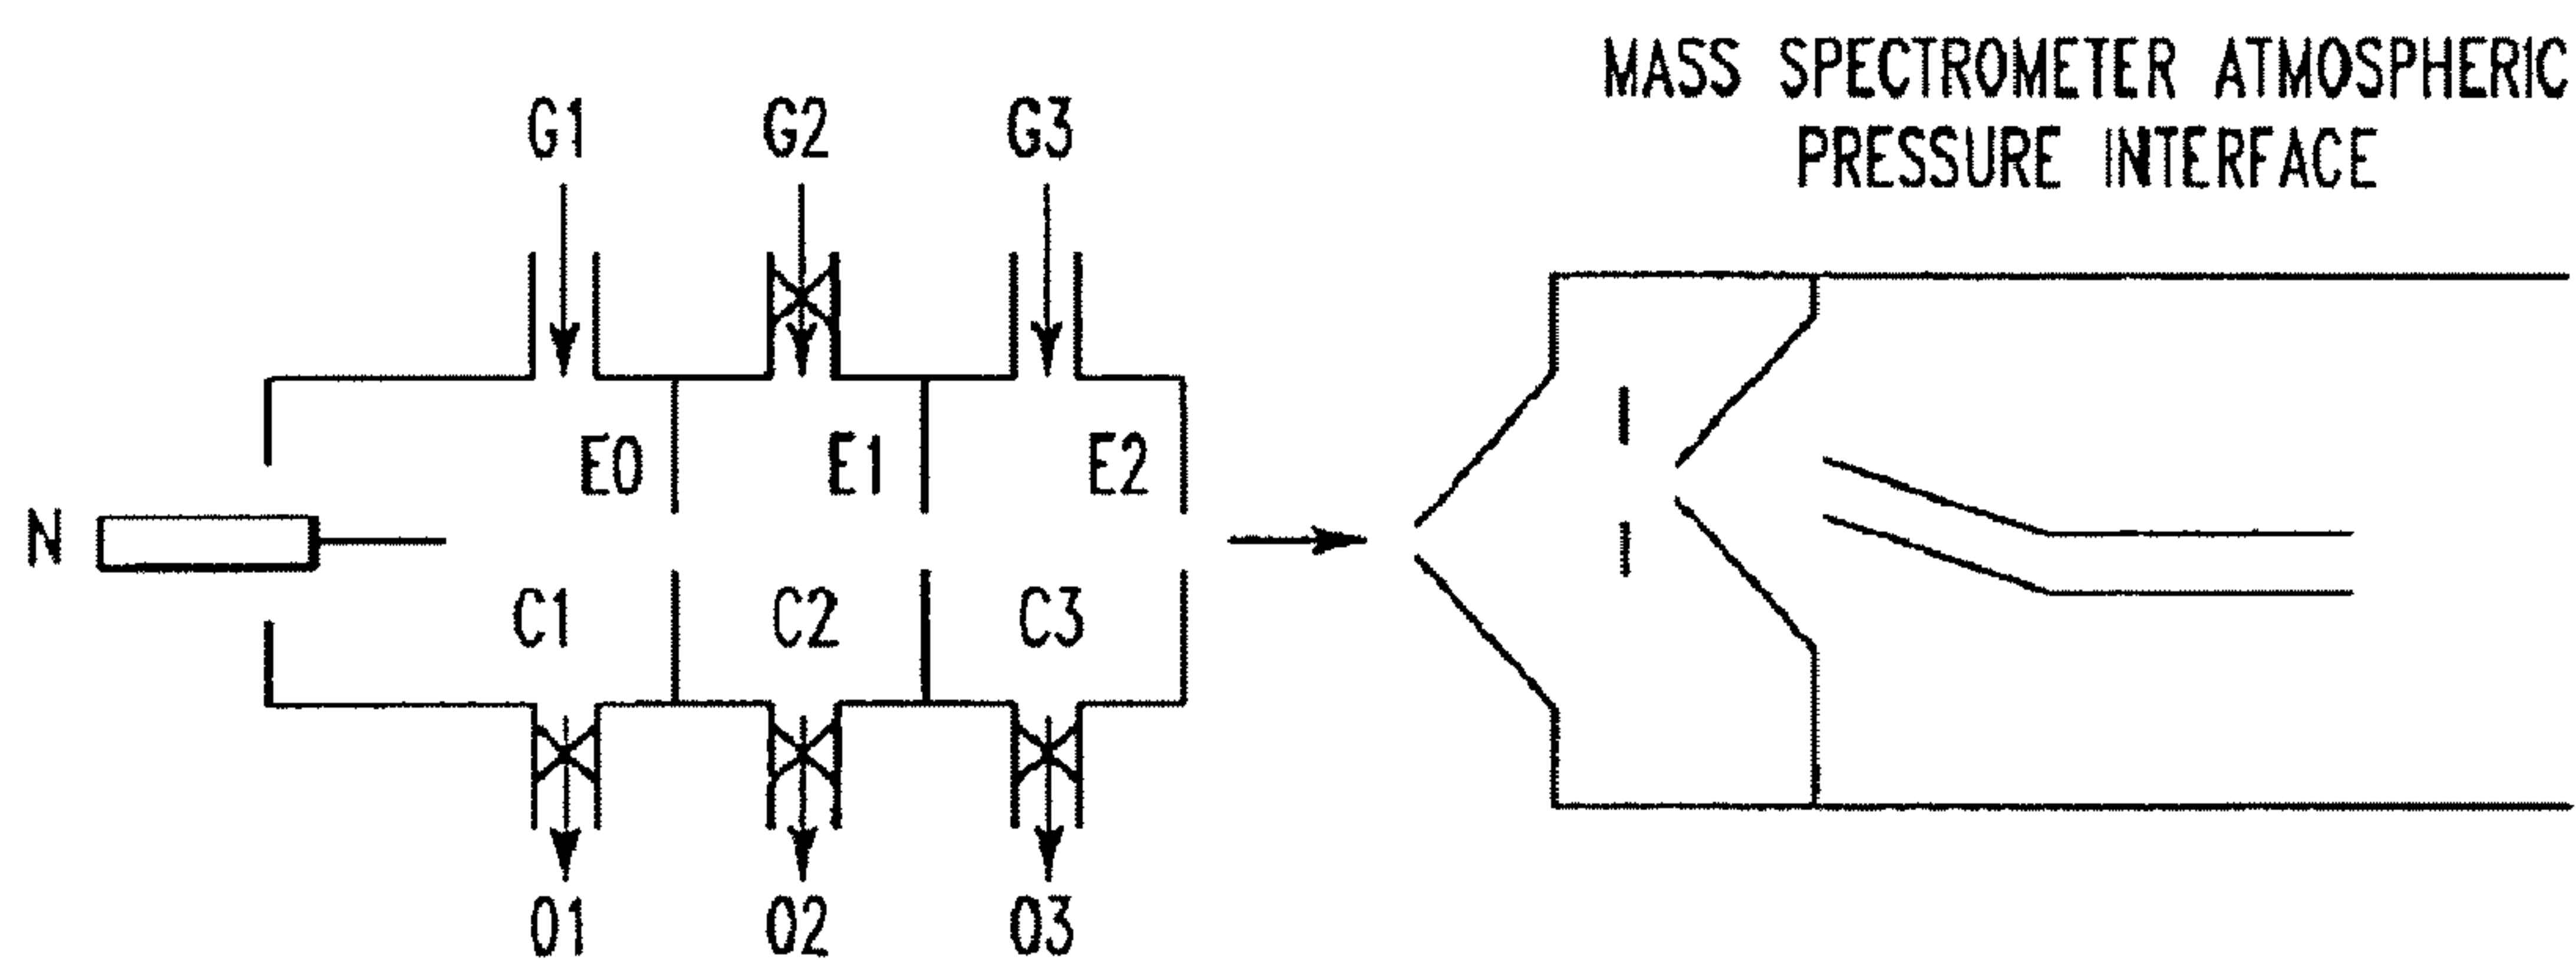 MASS SPECTROMETER ATMOSPHERIC
PRESSURE INTERFACE
G1 G2 G3
E0 E1 E2
N
C1 C2 C3
O1 O2 O3